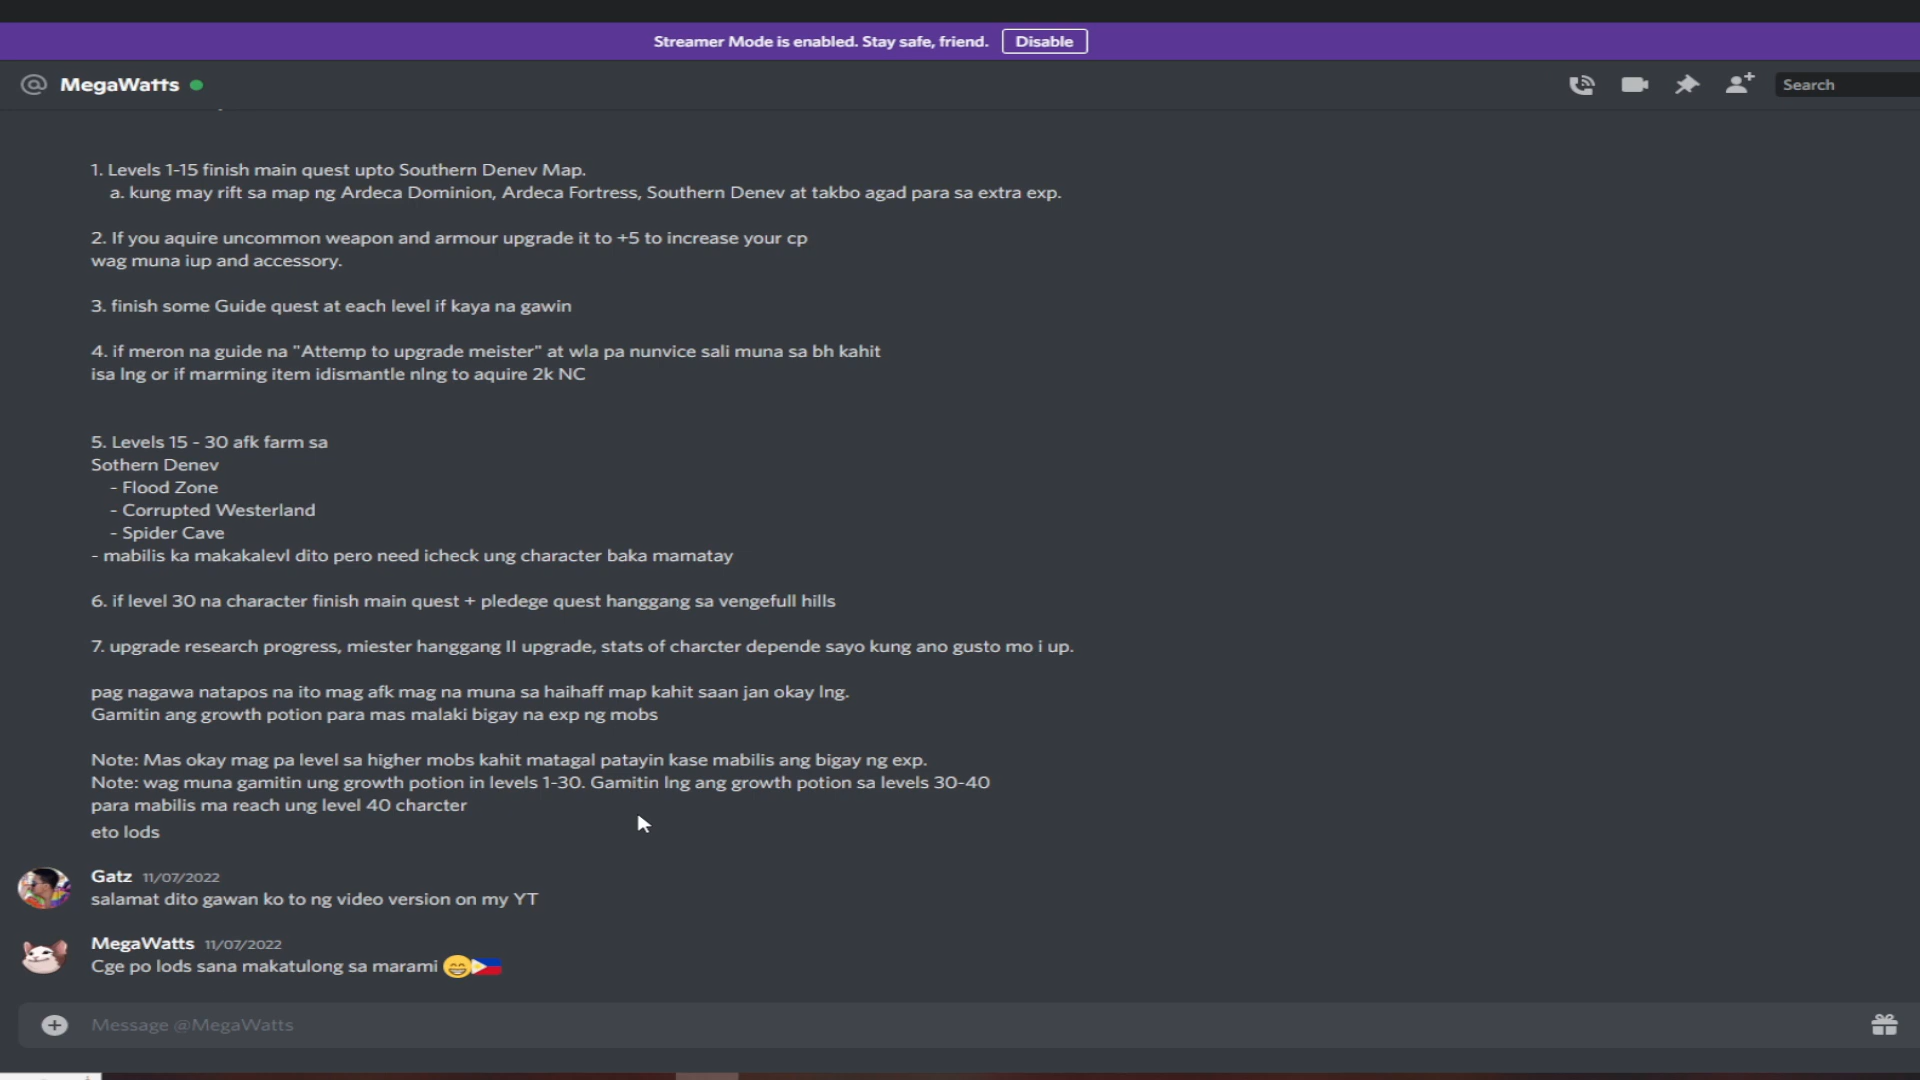 Streamer Mode is enabled. Stay safe, friend. Disable
MegaWatts
Search
1. Levels 1-15 finish main quest upto Southern Denev Map.
a. kung may rift sa map ng Ardeca Dominion, Ardeca Fortress, Southern Denev at takbo agad para sa extra exp.
2. If you aquire uncommon weapon and armour upgrade it to +5 to increase your cp
wag muna iup and accessory.
3. finish some Guide quest at each level if kaya na gawin
4. if meron na guide na "Attemp to upgrade meister" at wla pa nunvice sali muna sa bh kahit
isa lng or if marming item idismantle nlng to aquire 2k NC
5. Levels 15 - 30 afk farm sa
Sothern Denev
- Flood Zone
- Corrupted Westerland
- Spider Cave
- mabilis ka makakalevl dito pero need icheck ung character baka mamatay
6. if level 30 na character finish main quest + pledege quest hanggang sa vengefull hills
7. upgrade research progress, miester hanggang II upgrade, stats of charcter depende sayo kung ano gusto mo i up.
pag nagawa natapos na ito mag afk mag na muna sa haihaff map kahit saan jan okay lng.
Gamitin ang growth potion para mas malaki bigay na exp ng mobs
Note: Mas okay mag pa level sa higher mobs kahit matagal patayin kase mabilis ang bigay ng exp.
Note: wag muna gamitin ung growth potion in levels 1-30. Gamitin lng ang growth potion sa levels 30-40
para mabilis ma reach ung level 40 charcter
eto lods
Gatz 11/07/2022
salamat dito gawan ko to ng video version on my YT
MegaWatts 11/07/2022
Cge po lods sana makatulong sa marami 😁🇵🇭
Message @MegaWatts